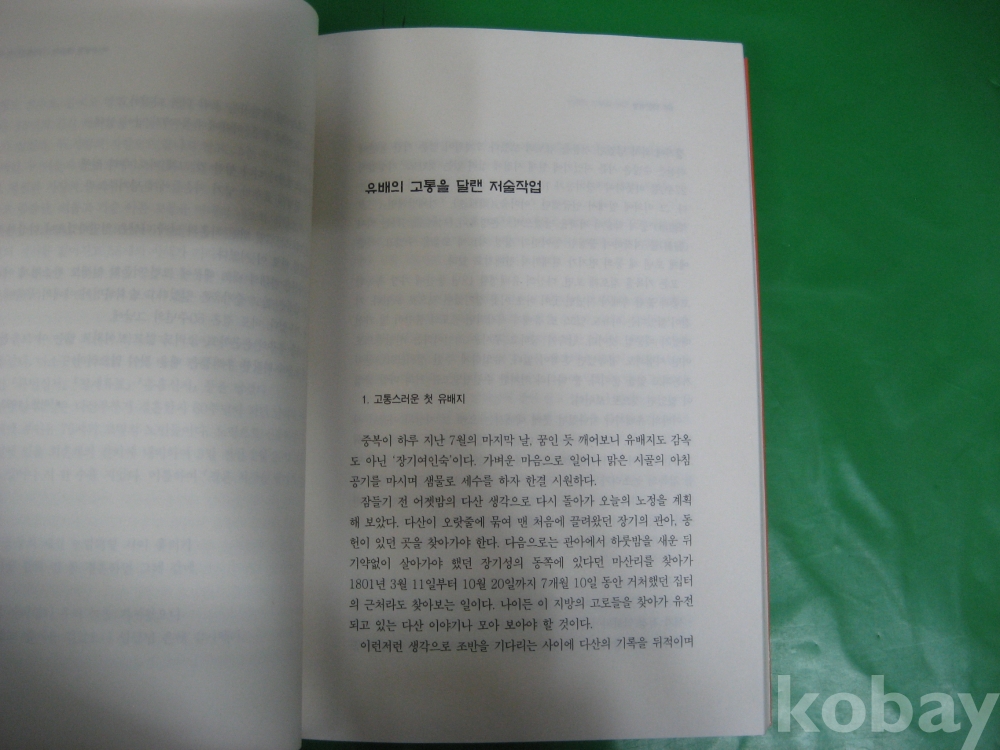 유배의 고통을 달랜 저술작업
1. 고통스러운 첫 유배지
중복이 하루 지난 7월의 마지막 날, 꿈인 듯 깨어보니 유배지도 감옥
도 아닌 '장기여인숙'이다. 가벼운 마음으로 일어나 맑은 시골의 아침
공기를 마시며 샘물로 세수를 하자 한결 시원하다.
잠들기 전 어젯밤의 다산 생각으로 다시 돌아가 오늘의 노정을 계획
해 보았다. 다산이 오랏줄에 묶여 맨 처음에 끌려왔던 장기의 관아, 동
헌이 있던 곳을 찾아가야 한다. 다음으로는 관아에서 하룻밤을 새운 뒤
기약없이 살아가야 했던 장기성의 동쪽에 있다던 마산리를 찾아가
1801년 3월 11일부터 10월 20일까지 7개월 10일 동안 거처했던 집터
의 근처라도 찾아보는 일이다. 나이든 이 지방의 고로들을 찾아가 유전
되고 있는 다산 이야기나 모아 보아야 할 것이다.
이런저런 생각으로 조반을 기다리는 사이에 다산의 기록을 뒤적이며
kobay